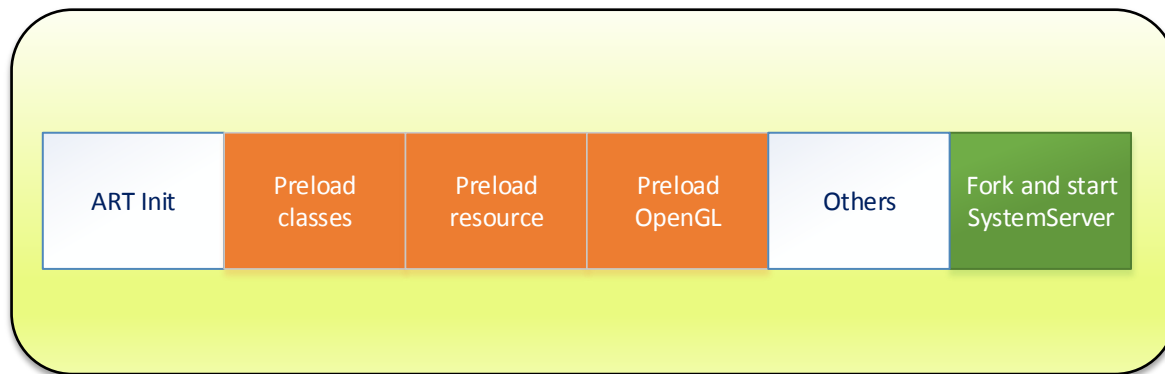 ART Init
Preload
classes
Preload
resource
Preload
OpenGL
Others
Fork and start
SystemServer